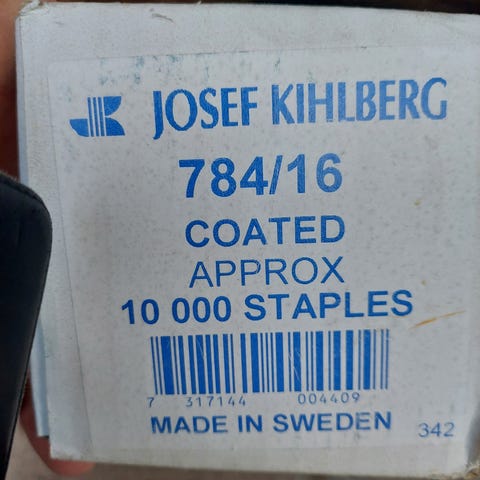 JOSEF KIHLBERG
784/16
COATED
APPROX
10 000 STAPLES
7 317144 004409
MADE IN SWEDEN
342